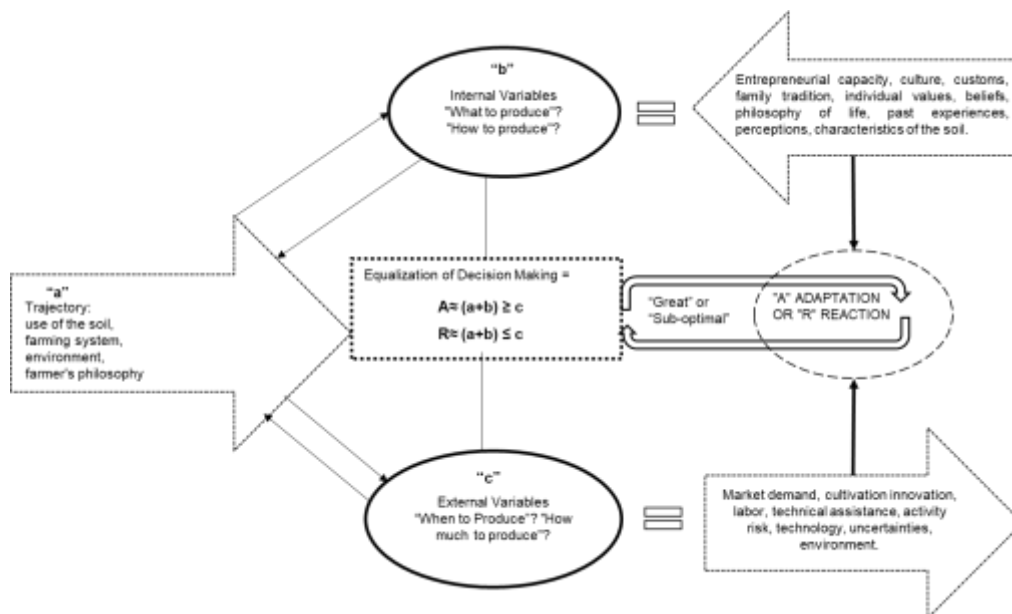 “b”
Internal Variables
"What to produce"?
"How to produce"?
Entrepreneurial capacity, culture, customs,
family tradition, individual values, beliefs,
philosophy of life, past experiences,
perceptions, characteristics of the soil.
“a”
Trajectory:
use of the soil,
farming system,
environment,
farmer's philosophy
Equalization of Decision Making =
A≈ (a+b) ≥ c
R≈ (a+b) ≤ c
“Great” or
“Sub-optimal”
"A" ADAPTATION
OR "R" REACTION
“c”
External Variables
"When to Produce"? "How
much to produce"?
Market demand, cultivation innovation,
labor, technical assistance, activity
risk, technology, uncertainties,
environment.